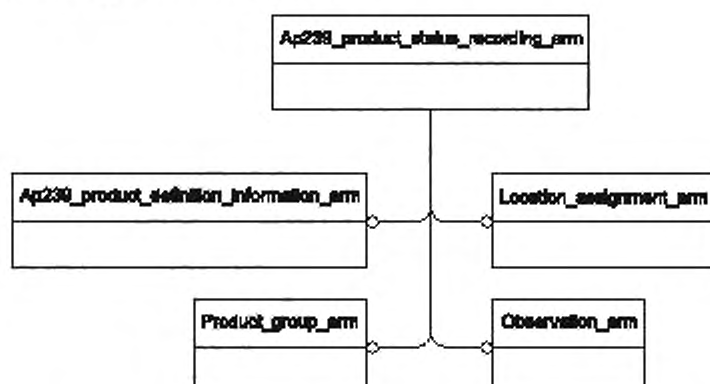 Ap239_product_status_recording_arm
Ap239_product_definition_information_arm
Location_assignment_arm
Product_group_arm
Observation_arm